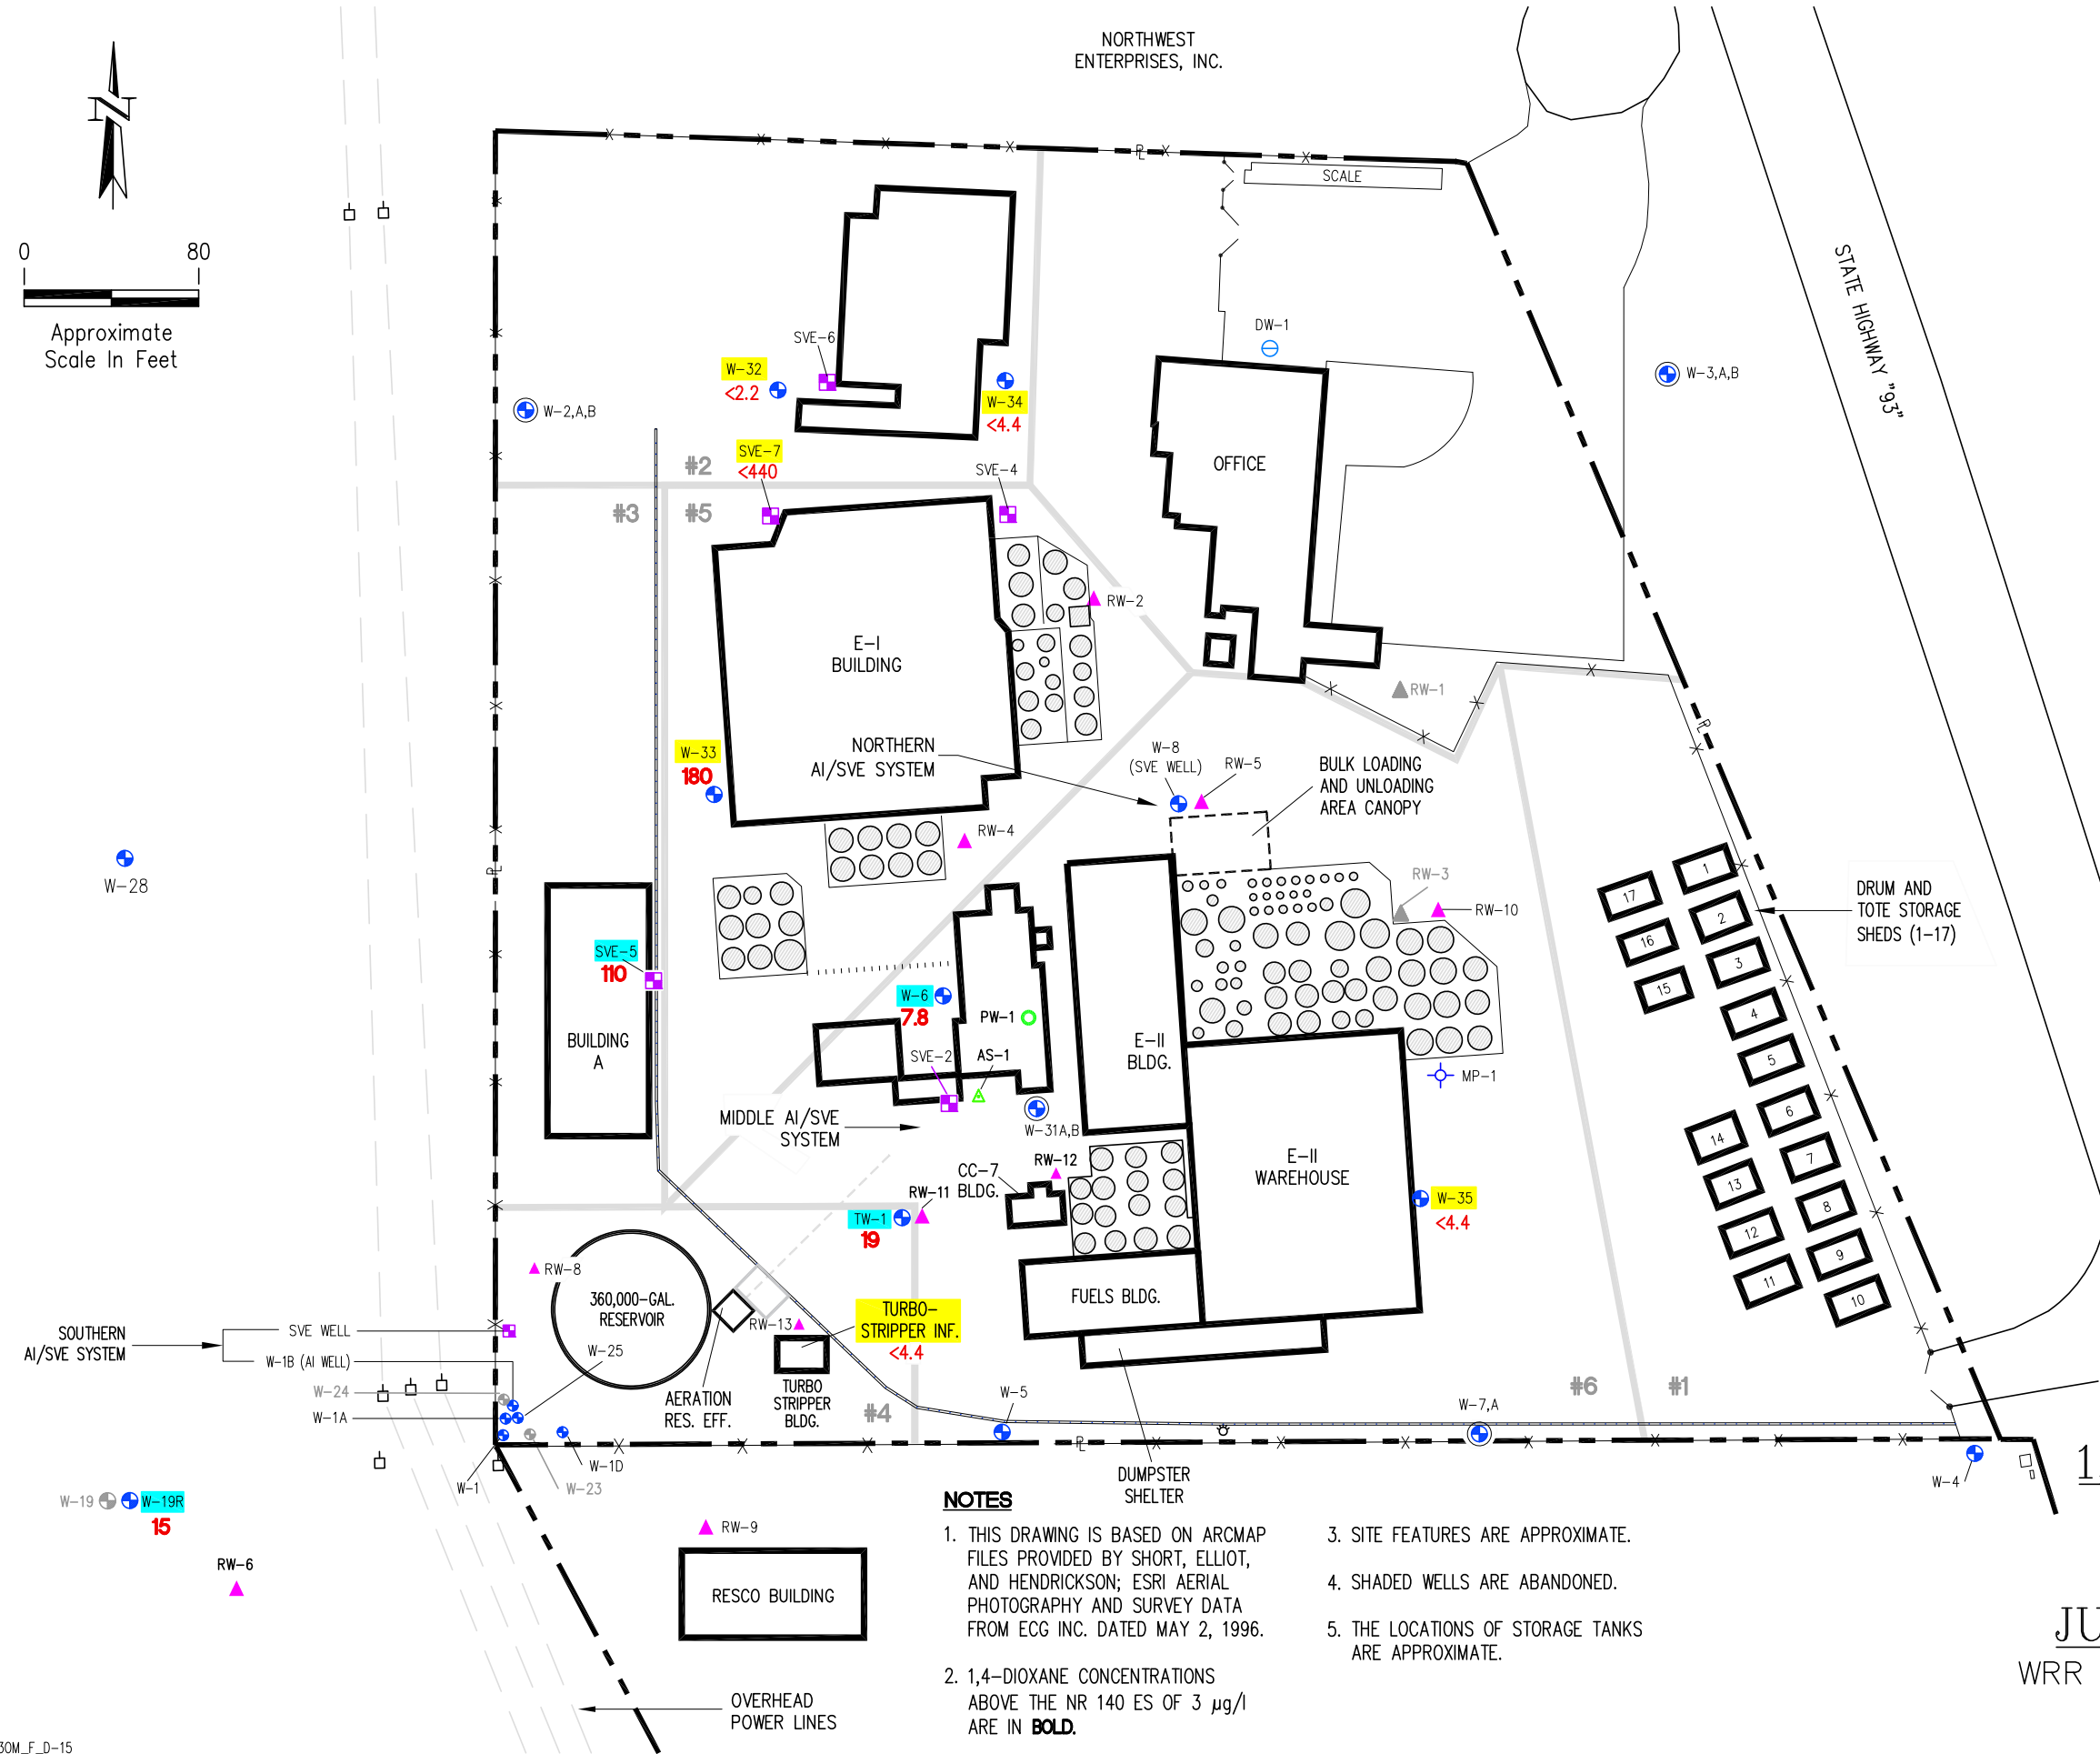 NORTHWEST
ENTERPRISES, INC.
N
0 80
Approximate
Scale In Feet
PL
SCALE
STATE HIGHWAY "93"
DW-1
SVE-6
W-32
<2.2
W-34
<4.4
W-3,A,B
W-2,A,B
SVE-7
<440
SVE-4
OFFICE
#2
#3
#5
RW-2
E-I
BUILDING
RW-1
PL
W-33
180
NORTHERN
AI/SVE SYSTEM
W-8
(SVE WELL)
RW-5
BULK LOADING
AND UNLOADING
AREA CANOPY
RW-4
W-28
PL
RW-3
RW-10
DRUM AND
TOTE STORAGE
SHEDS (1-17)
17
16
15
1
2
3
4
5
6
7
8
9
10
14
13
12
11
SVE-5
110
W-6
7.8
PW-1
E-II
BLDG.
BUILDING
A
SVE-2
AS-1
MP-1
MIDDLE AI/SVE
SYSTEM
W-31A,B
CC-7
BLDG.
RW-12
E-II
WAREHOUSE
RW-11
TW-1
19
W-35
<4.4
RW-8
360,000-GAL.
RESERVOIR
FUELS BLDG.
TURBO-
STRIPPER INF.
<4.4
RW-13
SOUTHERN
AI/SVE SYSTEM
SVE WELL
W-1B (AI WELL)
W-25
W-24
W-1A
AERATION
RES. EFF.
TURBO
STRIPPER
BLDG.
#4
W-5
W-7,A
#6
#1
PL
W-1
W-1D
W-23
DUMPSTER
SHELTER
W-4
1
W-19
W-19R
15
RW-6
RW-9
RESCO BUILDING
OVERHEAD
POWER LINES
NOTES
1. THIS DRAWING IS BASED ON ARCMAP
FILES PROVIDED BY SHORT, ELLIOT,
AND HENDRICKSON; ESRI AERIAL
PHOTOGRAPHY AND SURVEY DATA
FROM ECG INC. DATED MAY 2, 1996.
2. 1,4-DIOXANE CONCENTRATIONS
ABOVE THE NR 140 ES OF 3 µg/l
ARE IN BOLD.
3. SITE FEATURES ARE APPROXIMATE.
4. SHADED WELLS ARE ABANDONED.
5. THE LOCATIONS OF STORAGE TANKS
ARE APPROXIMATE.
JU
WRR
30M_F_D-15